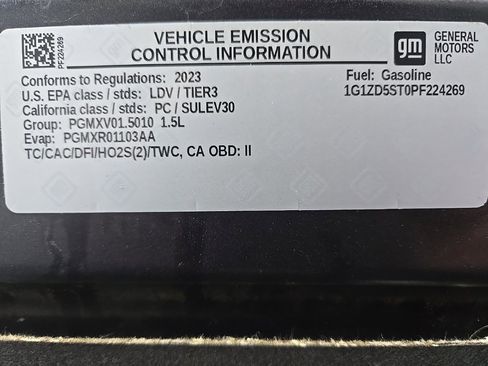 VEHICLE EMISSION
CONTROL INFORMATION
PF224269
gm
GENERAL
MOTORS
LLC
Conforms to Regulations: 2023
Fuel: Gasoline
U.S. EPA class / stds: LDV / TIER3
1G1ZD5ST0PF224269
California class / stds: PC / SULEV30
Group: PGMXV01.5010 1.5L
Evap: PGMXR01103AA
TC/CAC/DFI/HO2S(2)/TWC, CA OBD: II